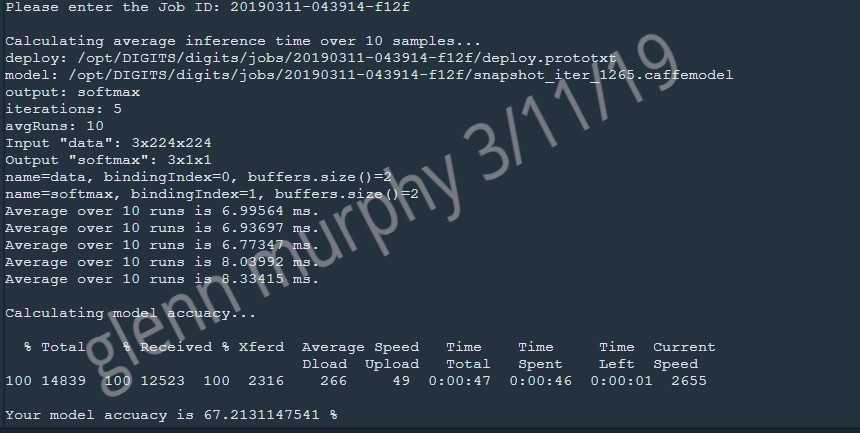 Please enter the Job ID: 20190311-043914-f12f
Calculating average inference time over 10 samples...
deploy: /opt/DIGITS/digits/jobs/20190311-043914-f12f/deploy.prototxt
model: /opt/DIGITS/digits/jobs/20190311-043914-f12f/snapshot_iter_1265.caffemodel
output: softmax
iterations: 5
avgRuns: 10
Input "data": 3x224x224
Output "softmax": 3x1x1
name=data, bindingIndex=0, buffers.size()=2
name=softmax, bindingIndex=1, buffers.size()=2
Average over 10 runs is 6.99564 ms.
Average over 10 runs is 6.93697 ms.
Average over 10 runs is 6.77347 ms.
Average over 10 runs is 8.03992 ms.
Average over 10 runs is 8.33415 ms.
Calculating model accuacy...
% Total % Received % Xferd Average Speed Time Time Time Current
Dload Upload Total Spent Left Speed
100 14839 100 12523 100 2316 266 49 0:00:47 0:00:46 0:00:01 2655
Your model accuacy is 67.2131147541 %
glenn murphy 3/11/19